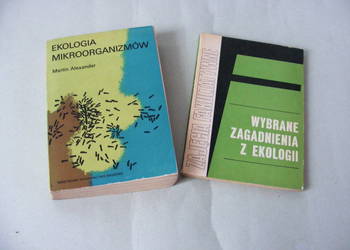 EKOLOGIA
MIKROORGANIZMÓW
Martin Alexander
WYBRANE
ZAGADNIENIA
Z EKOLOGII